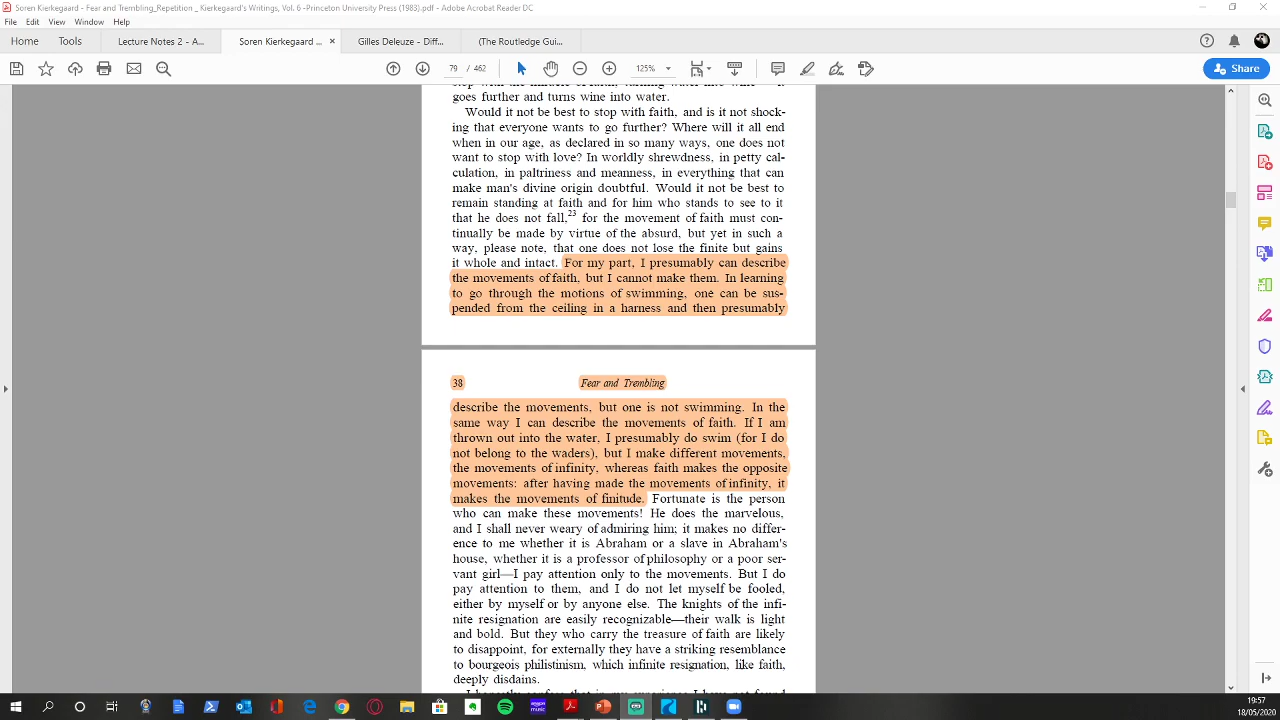 Soren Kierkegaard - Fear and Trembling_Repetition _ Kierkegaard's Writings, Vol. 6 -Princeton University Press (1983).pdf - Adobe Acrobat Reader DC
File Edit View Window Help
Home Tools Lecture Notes 2 - A... Soren Kierkegaard ... × Gilles Deleuze - Diff... (The Routledge Gui...
79 / 462 125% Share
goes further and turns wine into water.
Would it not be best to stop with faith, and is it not shock-
ing that everyone wants to go further? Where will it all end
when in our age, as declared in so many ways, one does not
want to stop with love? In worldly shrewdness, in petty cal-
culation, in paltriness and meanness, in everything that can
make man's divine origin doubtful. Would it not be best to
remain standing at faith and for him who stands to see to it
that he does not fall,23 for the movement of faith must con-
tinually be made by virtue of the absurd, but yet in such a
way, please note, that one does not lose the finite but gains
it whole and intact. For my part, I presumably can describe
the movements of faith, but I cannot make them. In learning
to go through the motions of swimming, one can be sus-
pended from the ceiling in a harness and then presumably
38 Fear and Trembling
describe the movements, but one is not swimming. In the
same way I can describe the movements of faith. If I am
thrown out into the water, I presumably do swim (for I do
not belong to the waders), but I make different movements,
the movements of infinity, whereas faith makes the opposite
movements: after having made the movements of infinity, it
makes the movements of finitude. Fortunate is the person
who can make these movements! He does the marvelous,
and I shall never weary of admiring him; it makes no differ-
ence to me whether it is Abraham or a slave in Abraham's
house, whether it is a professor of philosophy or a poor ser-
vant girl—I pay attention only to the movements. But I do
pay attention to them, and I do not let myself be fooled,
either by myself or by anyone else. The knights of the infi-
nite resignation are easily recognizable—their walk is light
and bold. But they who carry the treasure of faith are likely
to disappoint, for externally they have a striking resemblance
to bourgeois philistinism, which infinite resignation, like faith,
deeply disdains.
19:57
18/05/2020